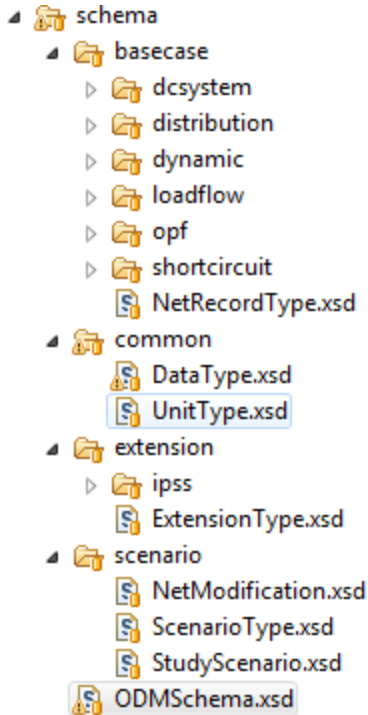 schema
basecase
dcsystem
distribution
dynamic
loadflow
opf
shortcircuit
NetRecordType.xsd
common
DataType.xsd
UnitType.xsd
extension
ipss
ExtensionType.xsd
scenario
NetModification.xsd
ScenarioType.xsd
StudyScenario.xsd
ODMSchema.xsd